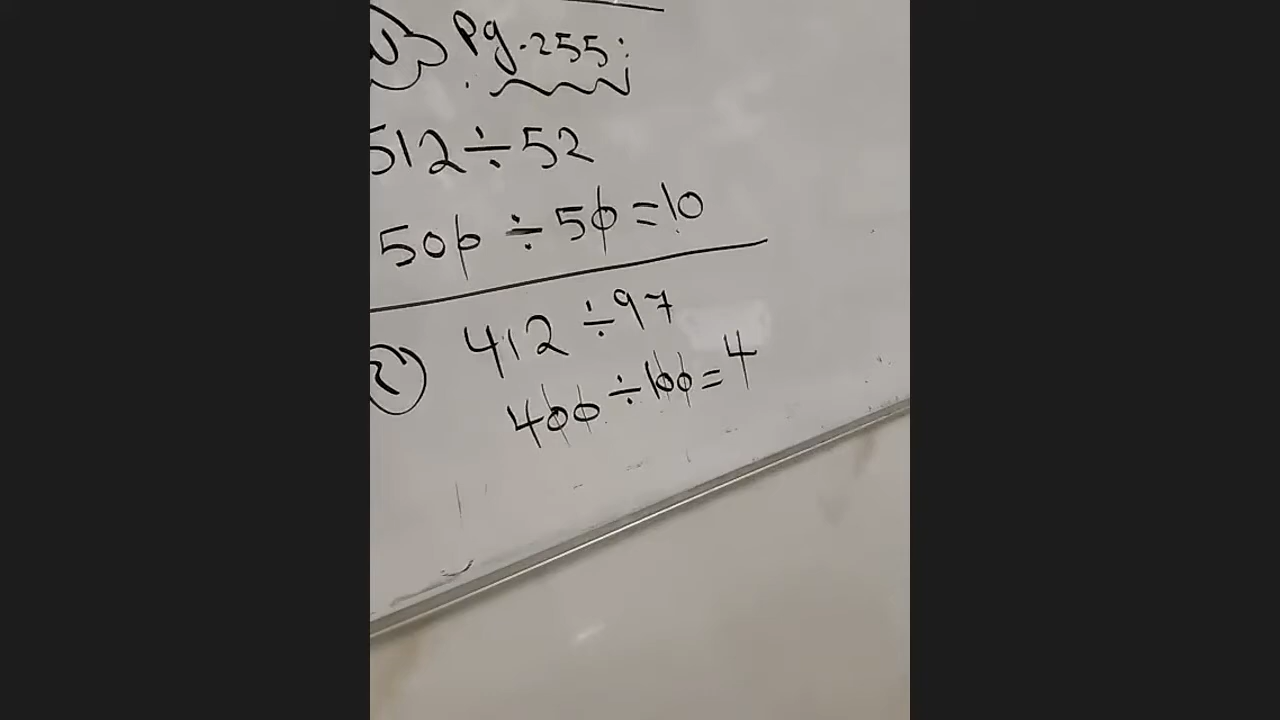 Pg. 255:
512 ÷ 52
500 ÷ 50 = 10
412 ÷ 97
400 ÷ 100 = 4